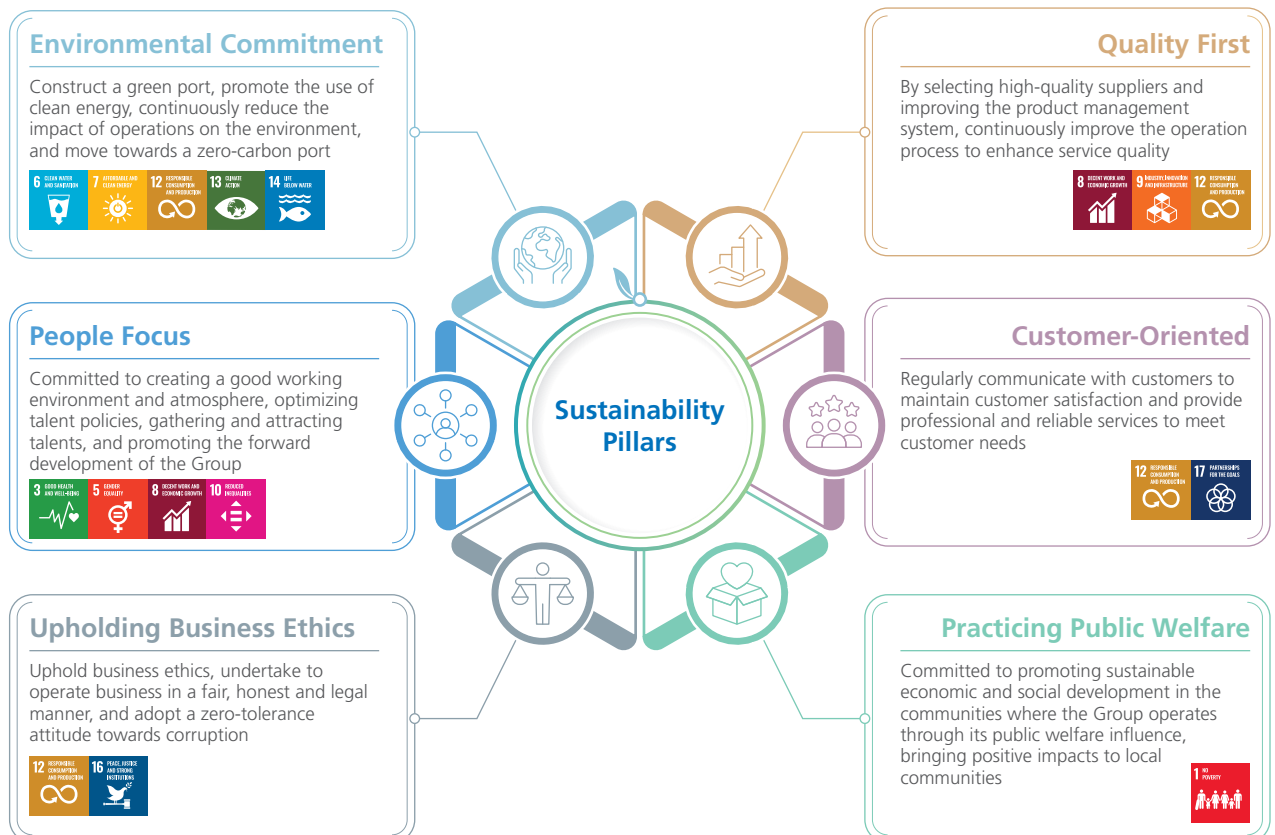 Environmental Commitment
Construct a green port, promote the use of
clean energy, continuously reduce the
impact of operations on the environment,
and move towards a zero-carbon port
6 CLEAN WATER
AND SANITATION
7 AFFORDABLE AND
CLEAN ENERGY
12 RESPONSIBLE
CONSUMPTION
AND PRODUCTION
13 CLIMATE
ACTION
14 LIFE
BELOW WATER
Quality First
By selecting high-quality suppliers and
improving the product management
system, continuously improve the operation
process to enhance service quality
8 DECENT WORK AND
ECONOMIC GROWTH
9 INDUSTRY, INNOVATION
AND INFRASTRUCTURE
12 RESPONSIBLE
CONSUMPTION
AND PRODUCTION
People Focus
Committed to creating a good working
environment and atmosphere, optimizing
talent policies, gathering and attracting
talents, and promoting the forward
development of the Group
3 GOOD HEALTH
AND WELL-BEING
5 GENDER
EQUALITY
8 DECENT WORK AND
ECONOMIC GROWTH
10 REDUCED
INEQUALITIES
Sustainability
Pillars
Customer-Oriented
Regularly communicate with customers to
maintain customer satisfaction and provide
professional and reliable services to meet
customer needs
12 RESPONSIBLE
CONSUMPTION
AND PRODUCTION
17 PARTNERSHIPS
FOR THE GOALS
Upholding Business Ethics
Uphold business ethics, undertake to
operate business in a fair, honest and legal
manner, and adopt a zero-tolerance
attitude towards corruption
12 RESPONSIBLE
CONSUMPTION
AND PRODUCTION
16 PEACE, JUSTICE
AND STRONG
INSTITUTIONS
Practicing Public Welfare
Committed to promoting sustainable
economic and social development in the
communities where the Group operates
through its public welfare influence,
bringing positive impacts to local
communities
1 NO
POVERTY